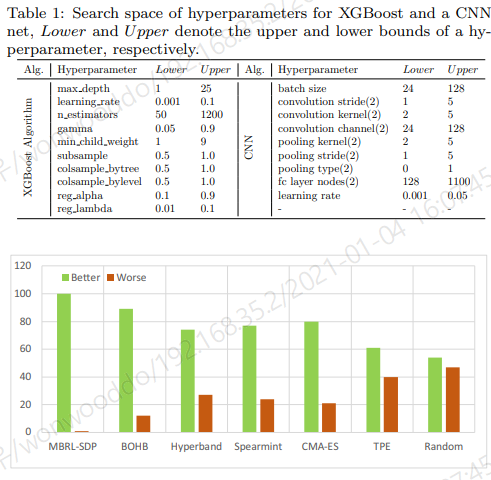 Table 1: Search space of hyperparameters for XGBoost and a CNN
net, Lower and Upper denote the upper and lower bounds of a hy-
perparameter, respectively.
Alg. Hyperparameter Lower Upper Alg. Hyperparameter Lower Upper
XGBoost Algorithm
CNN
max_depth 1 25 batch size 24 128
learning_rate 0.001 0.1 convolution stride(2) 1 5
n_estimators 50 1200 convolution kernel(2) 2 5
gamma 0.05 0.9 convolution channel(2) 24 128
min_child_weight 1 9 pooling kernel(2) 2 5
subsample 0.5 1.0 pooling stride(2) 1 5
colsample_bytree 0.5 1.0 pooling type(2) 0 1
colsample_bylevel 0.5 1.0 fc layer nodes(2) 128 1100
reg_alpha 0.1 0.9 learning rate 0.001 0.05
reg_lambda 0.01 0.1 - - -
120
Better Worse
100
80
60
40
20
0
MBRL-SDP BOHB Hyperband Spearmint CMA-ES TPE Random
/wonwooddo/192.168.35.2/2021-01-04 16:07:45